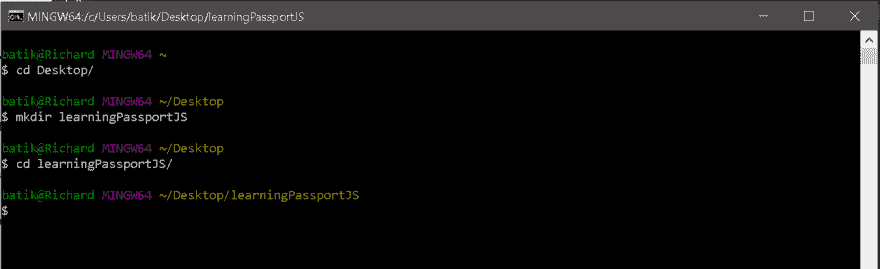 MINGW64:/c/Users/batik/Desktop/learningPassportJS
batik@Richard MINGW64 ~
$ cd Desktop/
batik@Richard MINGW64 ~/Desktop
$ mkdir learningPassportJS
batik@Richard MINGW64 ~/Desktop
$ cd learningPassportJS/
batik@Richard MINGW64 ~/Desktop/learningPassportJS
$